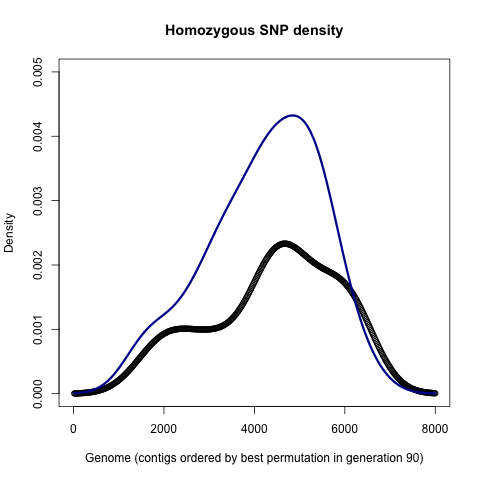 Homozygous SNP density
0.005
0.004
0.003
0.002
0.001
0.000
Density
0 2000 4000 6000 8000
Genome (contigs ordered by best permutation in generation 90)